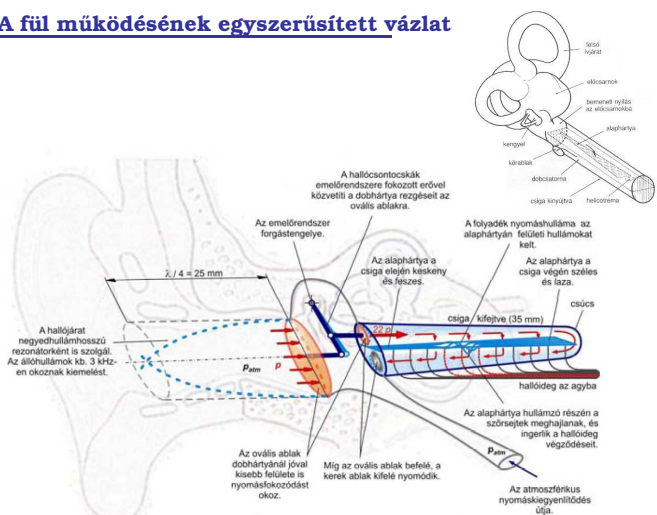 A fül működésének egyszerűsített vázlat
felső
ívjárat
előcsarnok
bemeneti nyílás
az előcsarnokba
alaphártya
kengyel
kórablak
dobcsatorna
csiga kinyújtva
helicotrema
A hallócsontocskák
emelőrendszere fokozott erővel
közvetíti a dobhártya rezgéseit az
ovális ablakra.
Az emelőrendszer
forgástengelye.
A folyadék nyomáshulláma az
alaphártyán felületi hullámokat
kelt.
Az alaphártya a
csiga elején keskeny
és feszes.
Az alaphártya a
csiga végén széles
és laza.
λ / 4 = 25 mm
csúcs
22 p
csiga kifejtve (35 mm)
A hallójárat
negyedhullámhosszú
rezonátorként is szolgál.
Az állóhullámok kb. 3 kHz-
en okoznak kiemelést.
patm
p
hallóideg az agyba
Az alaphártya hullámzó részén a
szőrsejtek meghajlanak, és
ingerlik a hallóideg
végződéseit.
Az ovális ablak
dobhártyánál jóval
kisebb felülete is
nyomásfokozódást
okoz.
Míg az ovális ablak befelé, a
kerek ablak kifelé nyomódik.
patm
Az atmoszférikus
nyomáskiegyenlítődés
útja.